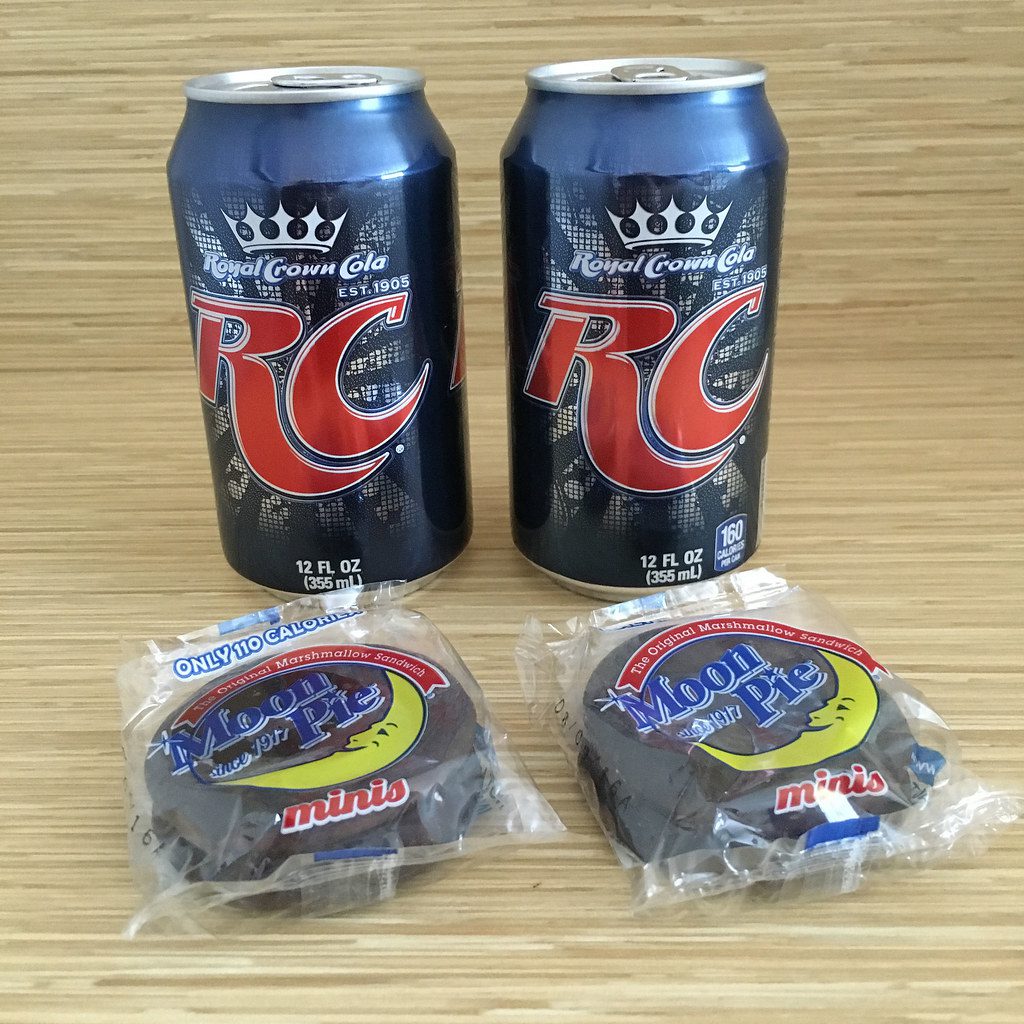 Royal Crown Cola
EST. 1905
RC
12 FL OZ
(355 mL)
Royal Crown Cola
EST. 1905
RC
160
CALORIES
PER CAN
12 FL OZ
(355 mL)
ONLY 110 CALORIES
The Original Marshmallow Sandwich
Moon
Pie
since 1917
minis
The Original Marshmallow Sandwich
Moon
Pie
since 1917
minis